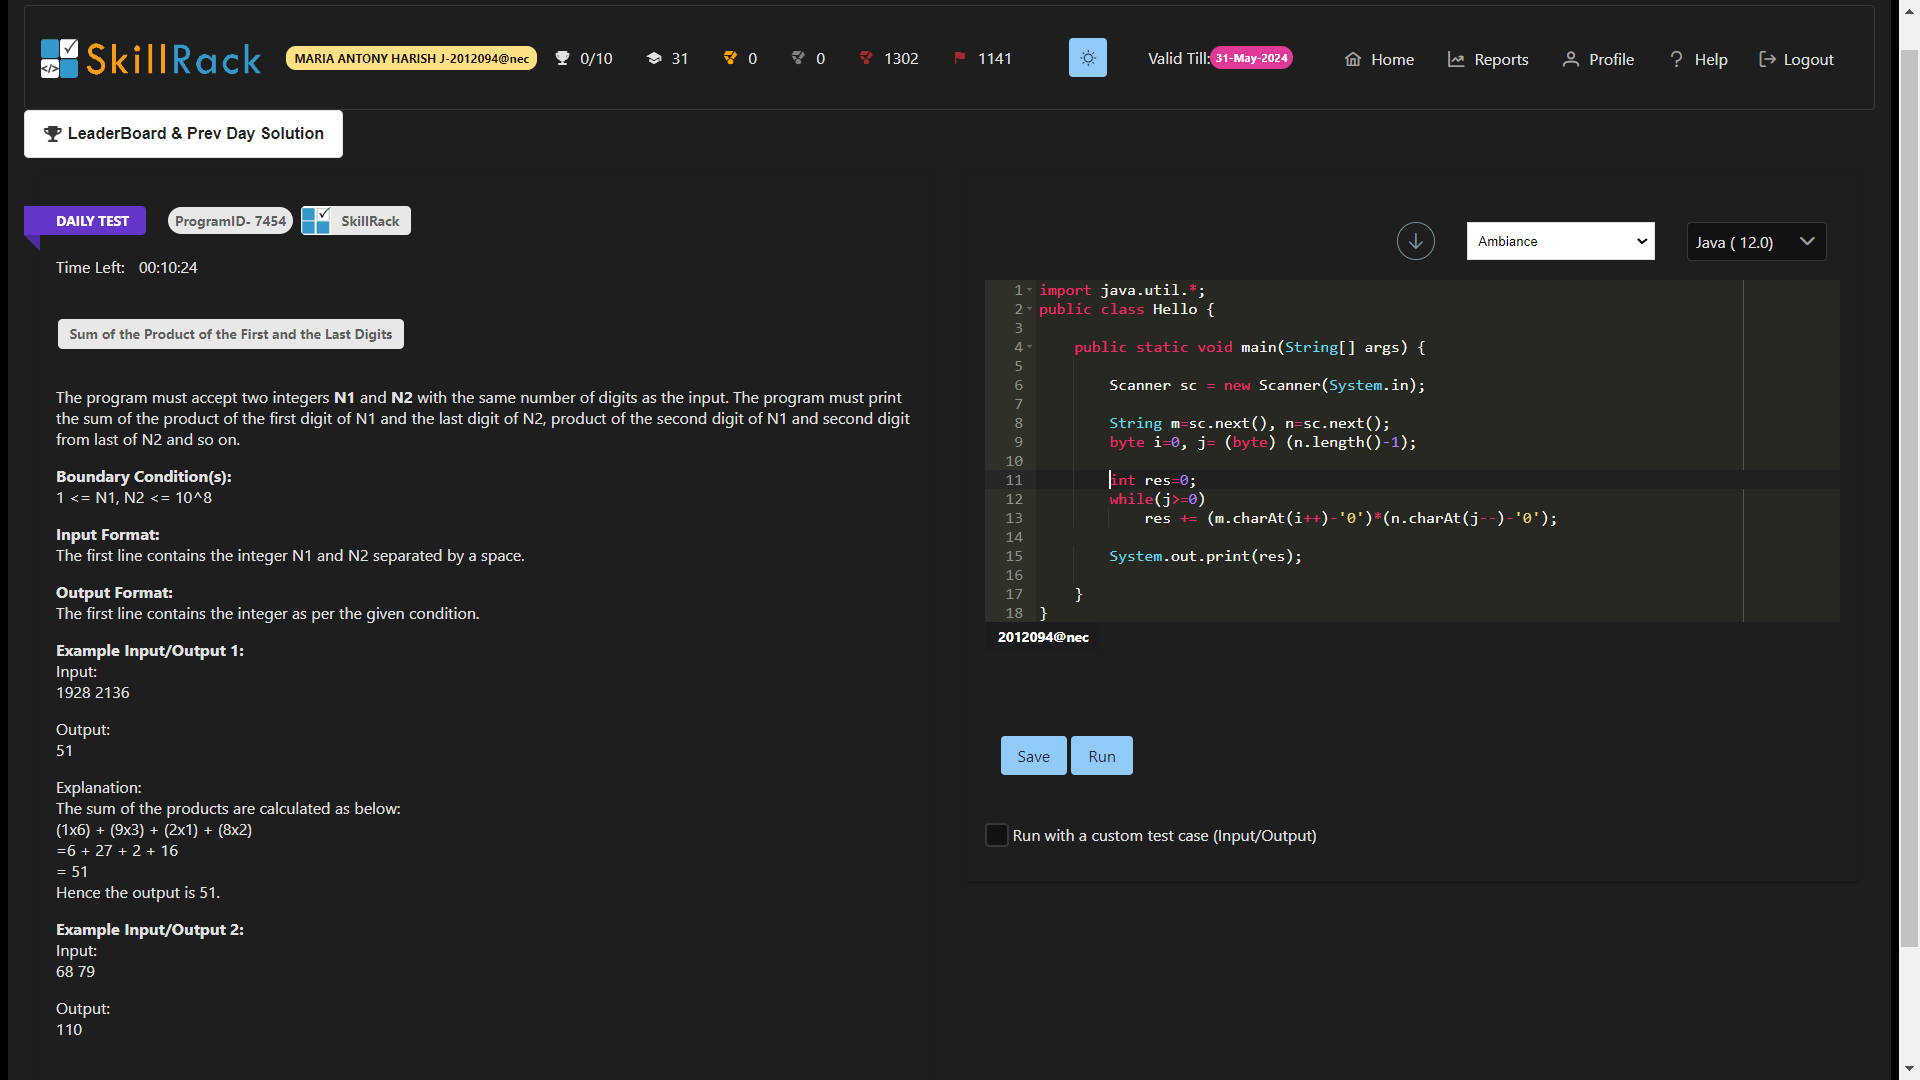 SkillRack MARIA ANTONY HARISH J-2012094@nec 0/10 31 0 0 1302 1141 Valid Till: 31-May-2024 Home Reports Profile Help Logout
LeaderBoard & Prev Day Solution
DAILY TEST ProgramID- 7454 SkillRack
Time Left: 00:10:24
Sum of the Product of the First and the Last Digits
The program must accept two integers N1 and N2 with the same number of digits as the input. The program must print
the sum of the product of the first digit of N1 and the last digit of N2, product of the second digit of N1 and second digit
from last of N2 and so on.
Boundary Condition(s):
1 <= N1, N2 <= 10^8
Input Format:
The first line contains the integer N1 and N2 separated by a space.
Output Format:
The first line contains the integer as per the given condition.
Example Input/Output 1:
Input:
1928 2136
Output:
51
Explanation:
The sum of the products are calculated as below:
(1x6) + (9x3) + (2x1) + (8x2)
=6 + 27 + 2 + 16
= 51
Hence the output is 51.
Example Input/Output 2:
Input:
68 79
Output:
110
Ambiance Java ( 12.0)
1 import java.util.*;
2 public class Hello {
3
4 public static void main(String[] args) {
5
6 Scanner sc = new Scanner(System.in);
7
8 String m=sc.next(), n=sc.next();
9 byte i=0, j= (byte) (n.length()-1);
10
11 int res=0;
12 while(j>=0)
13 res += (m.charAt(i++)-'0')*(n.charAt(j--)-'0');
14
15 System.out.print(res);
16
17 }
18 }
2012094@nec
Save Run
Run with a custom test case (Input/Output)